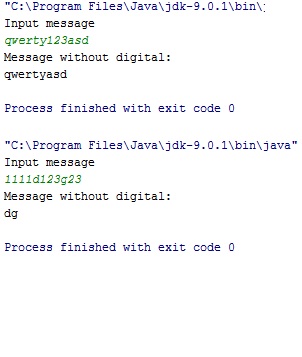 "C:\Program Files\Java\jdk-9.0.1\bin\j
Input message
qwerty123asd
Message without digital:
qwertyasd
Process finished with exit code 0
"C:\Program Files\Java\jdk-9.0.1\bin\java"
Input message
1111d123g23
Message without digital:
dg
Process finished with exit code 0